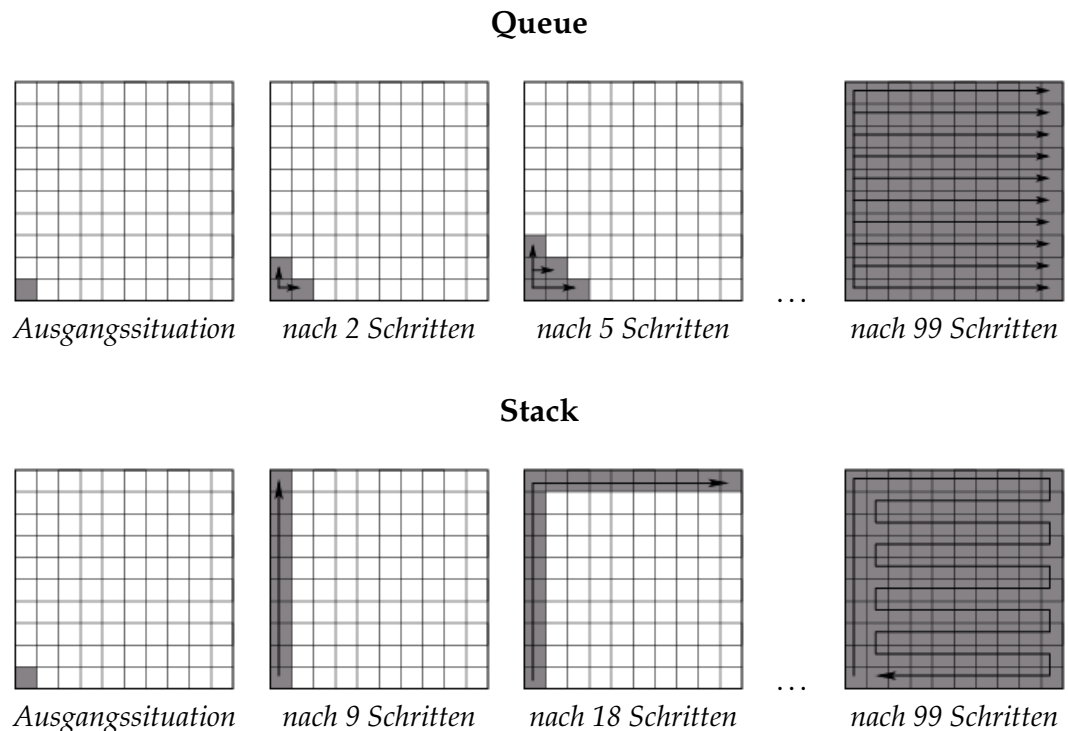 Queue
...
Ausgangssituation nach 2 Schritten nach 5 Schritten nach 99 Schritten
Stack
...
Ausgangssituation nach 9 Schritten nach 18 Schritten nach 99 Schritten